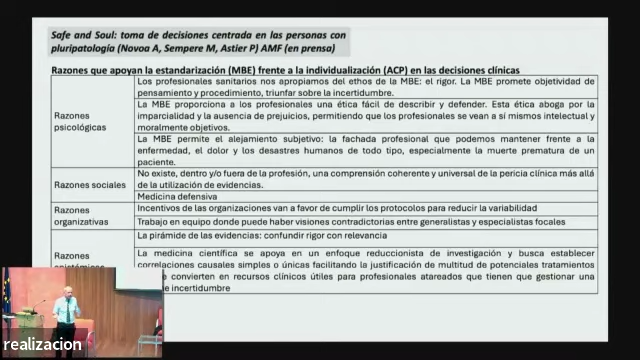 Safe and Soul: toma de decisiones centrada en las personas con
pluripatología (Novoa A, Sempere M, Astier P) AMF (en prensa)
Razones que apoyan la estandarización (MBE) frente a la individualización (ACP) en las decisiones clínicas
Razones
psicológicas
Los profesionales sanitarios nos apropiamos del ethos de la MBE: el rigor. La MBE promete objetividad de
pensamiento y procedimiento, triunfar sobre la incertidumbre.
La MBE proporciona a los profesionales una ética fácil de describir y defender. Esta ética aboga por la
imparcialidad y la ausencia de prejuicios, permitiendo que los profesionales se vean a sí mismos intelectual y
moralmente objetivos.
La MBE permite el alejamiento subjetivo: la fachada profesional que podamos mantener frente a la
enfermedad, el dolor y los desastres humanos de todo tipo, especialmente la muerte prematura de un
paciente.
Razones sociales
No existe, dentro y/o fuera de la profesión, una comprensión coherente y universal de la pericia clínica más allá
de la utilización de evidencias.
Medicina defensiva
Razones
organizativas
Incentivos de las organizaciones van a favor de cumplir los protocolos para reducir la variabilidad
Trabajo en equipo donde puede haber visiones contradictorias entre generalistas y especialistas focales
Razones
La pirámide de las evidencias: confundir rigor con relevancia
La medicina científica se apoya en un enfoque reduccionista de investigación y busca establecer
correlaciones causales simples o únicas facilitando la justificación de multitud de potenciales tratamientos
convierten en recursos clínicos útiles para profesionales atareados que tienen que gestionar una
incertidumbre
realizacion